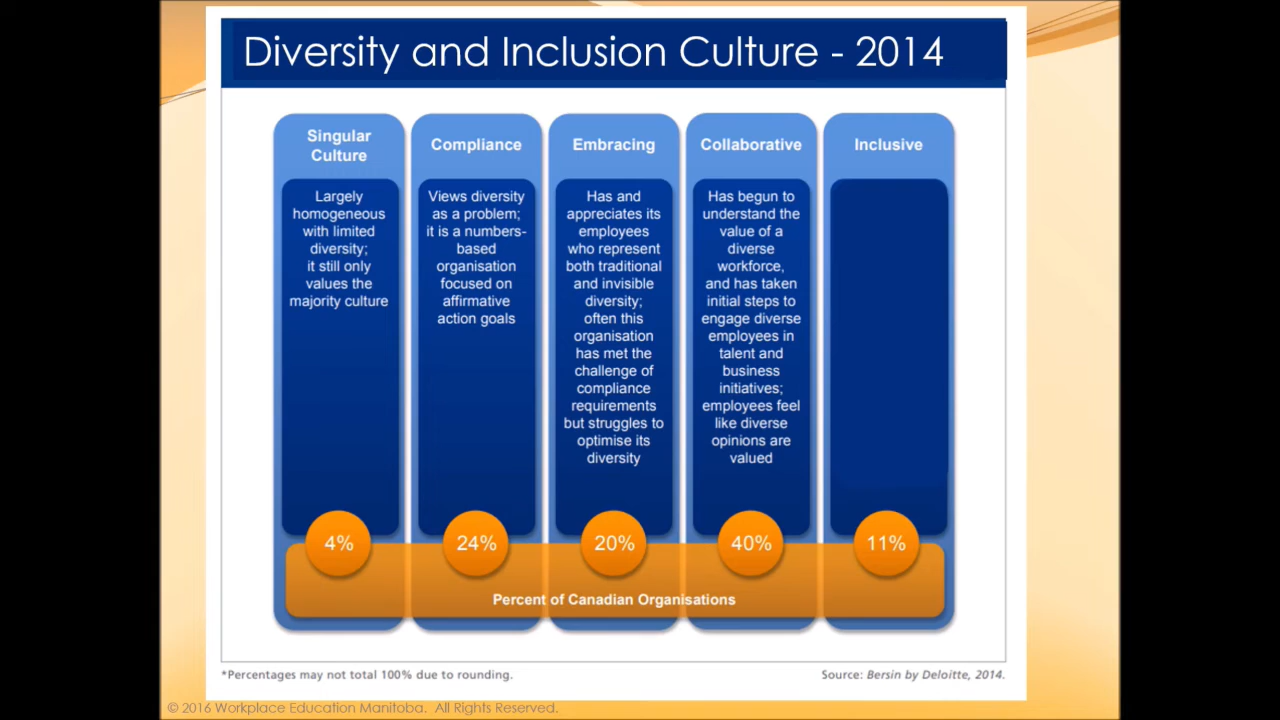 Diversity and Inclusion Culture - 2014
Singular
Culture
Largely
homogeneous
with limited
diversity;
it still only
values the
majority culture
4%
Compliance
Views diversity
as a problem;
it is a numbers-
based
organisation
focused on
affirmative
action goals
24%
Embracing
Has and
appreciates its
employees
who represent
both traditional
and invisible
diversity;
often this
organisation
has met the
challenge of
compliance
requirements
but struggles to
optimise its
diversity
20%
Collaborative
Has begun to
understand the
value of a
diverse
workforce,
and has taken
initial steps to
engage diverse
employees in
talent and
business
initiatives;
employees feel
like diverse
opinions are
valued
40%
Inclusive
11%
Percent of Canadian Organisations
*Percentages may not total 100% due to rounding.
Source: Bersin by Deloitte, 2014.
© 2016 Workplace Education Manitoba. All Rights Reserved.